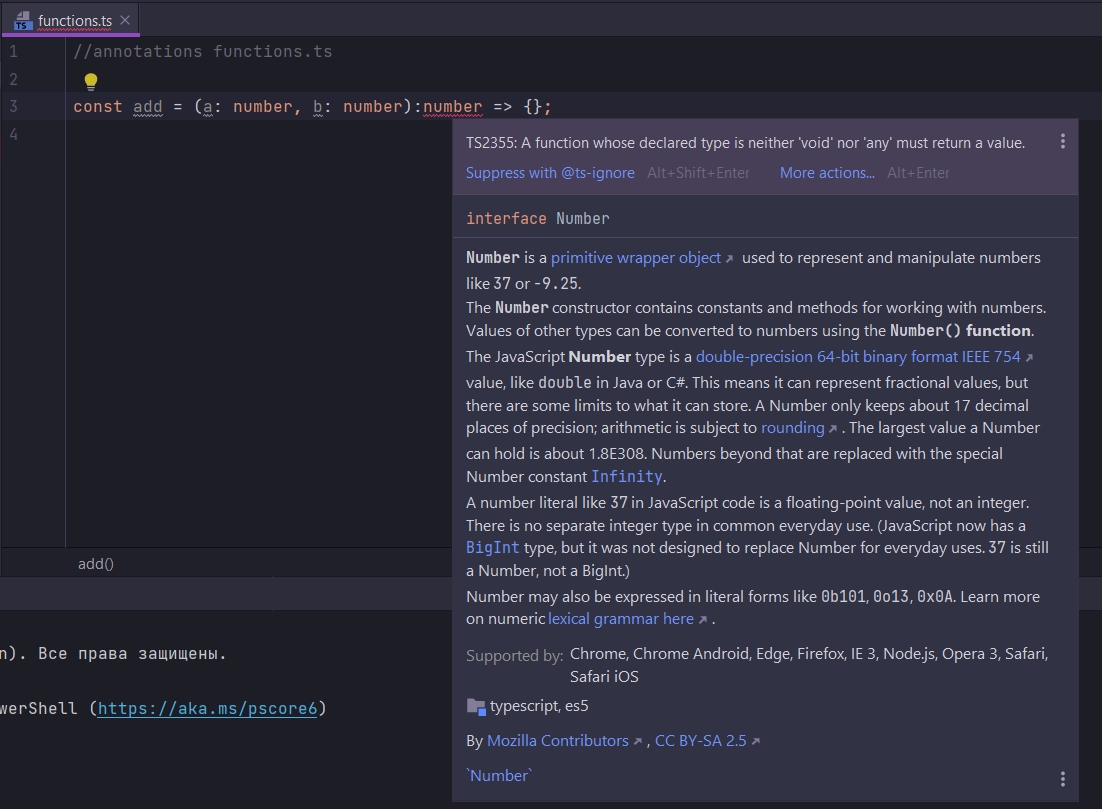 functions.ts
1 //annotations functions.ts
2
3 const add = (a: number, b: number):number => {};
4
TS2355: A function whose declared type is neither 'void' nor 'any' must return a value.
Suppress with @ts-ignore Alt+Shift+Enter More actions... Alt+Enter
interface Number
Number is a primitive wrapper object used to represent and manipulate numbers
like 37 or -9.25.
The Number constructor contains constants and methods for working with numbers.
Values of other types can be converted to numbers using the Number() function.
The JavaScript Number type is a double-precision 64-bit binary format IEEE 754
value, like double in Java or C#. This means it can represent fractional values, but
there are some limits to what it can store. A Number only keeps about 17 decimal
places of precision; arithmetic is subject to rounding . The largest value a Number
can hold is about 1.8E308. Numbers beyond that are replaced with the special
Number constant Infinity.
A number literal like 37 in JavaScript code is a floating-point value, not an integer.
There is no separate integer type in common everyday use. (JavaScript now has a
BigInt type, but it was not designed to replace Number for everyday uses. 37 is still
a Number, not a BigInt.)
Number may also be expressed in literal forms like 0b101, 0o13, 0x0A. Learn more
on numeric lexical grammar here .
Supported by: Chrome, Chrome Android, Edge, Firefox, IE 3, Node.js, Opera 3, Safari,
Safari iOS
typescript, es5
By Mozilla Contributors , CC BY-SA 2.5
`Number`
add()
n). Все права защищены.
werShell (https://aka.ms/pscore6)